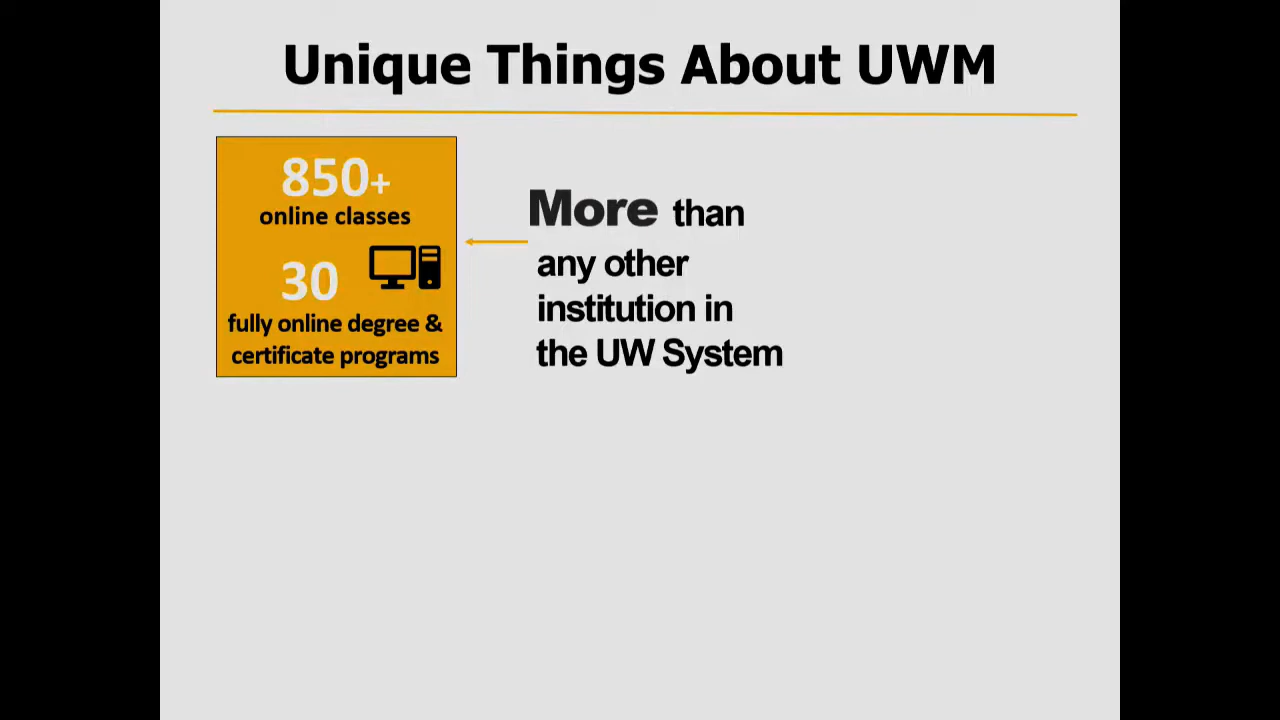 Unique Things About UWM
850+
online classes
30
fully online degree &
certificate programs
More than
any other
institution in
the UW System